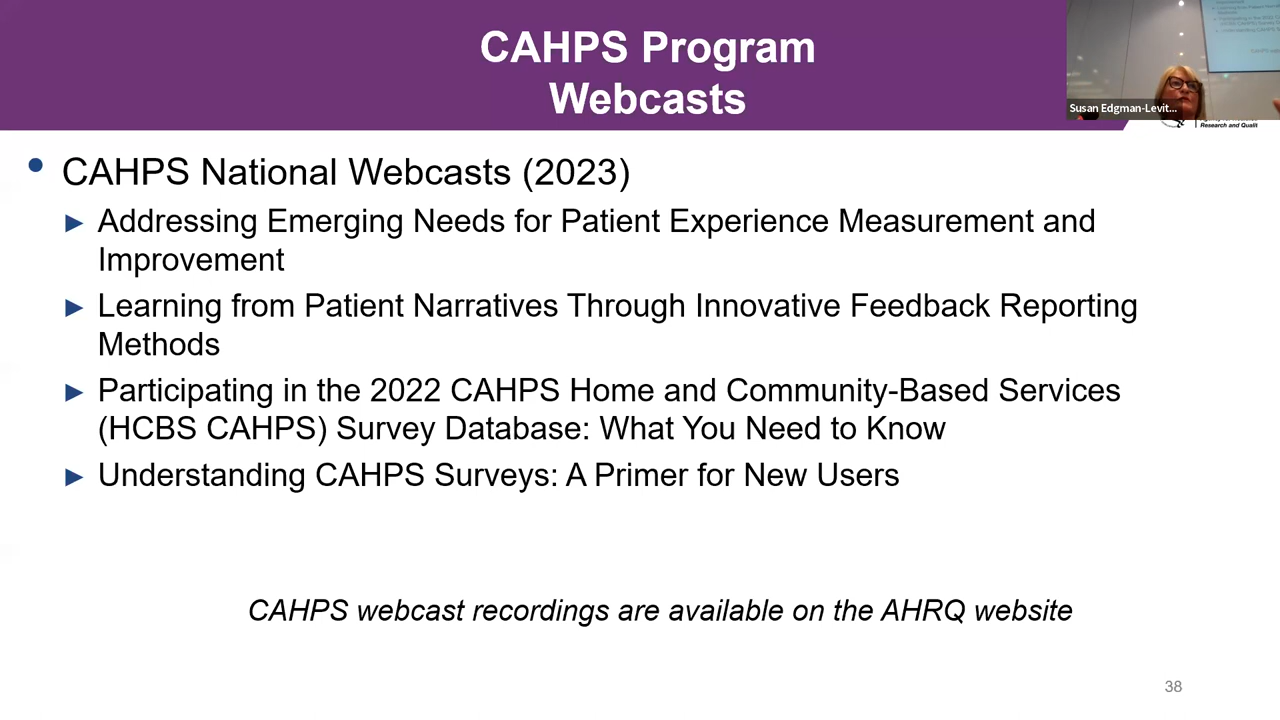 CAHPS Program
Webcasts
Susan Edgman-Levit...
Research and Qualit
• CAHPS National Webcasts (2023)
► Addressing Emerging Needs for Patient Experience Measurement and
Improvement
► Learning from Patient Narratives Through Innovative Feedback Reporting
Methods
► Participating in the 2022 CAHPS Home and Community-Based Services
(HCBS CAHPS) Survey Database: What You Need to Know
► Understanding CAHPS Surveys: A Primer for New Users
CAHPS webcast recordings are available on the AHRQ website
38